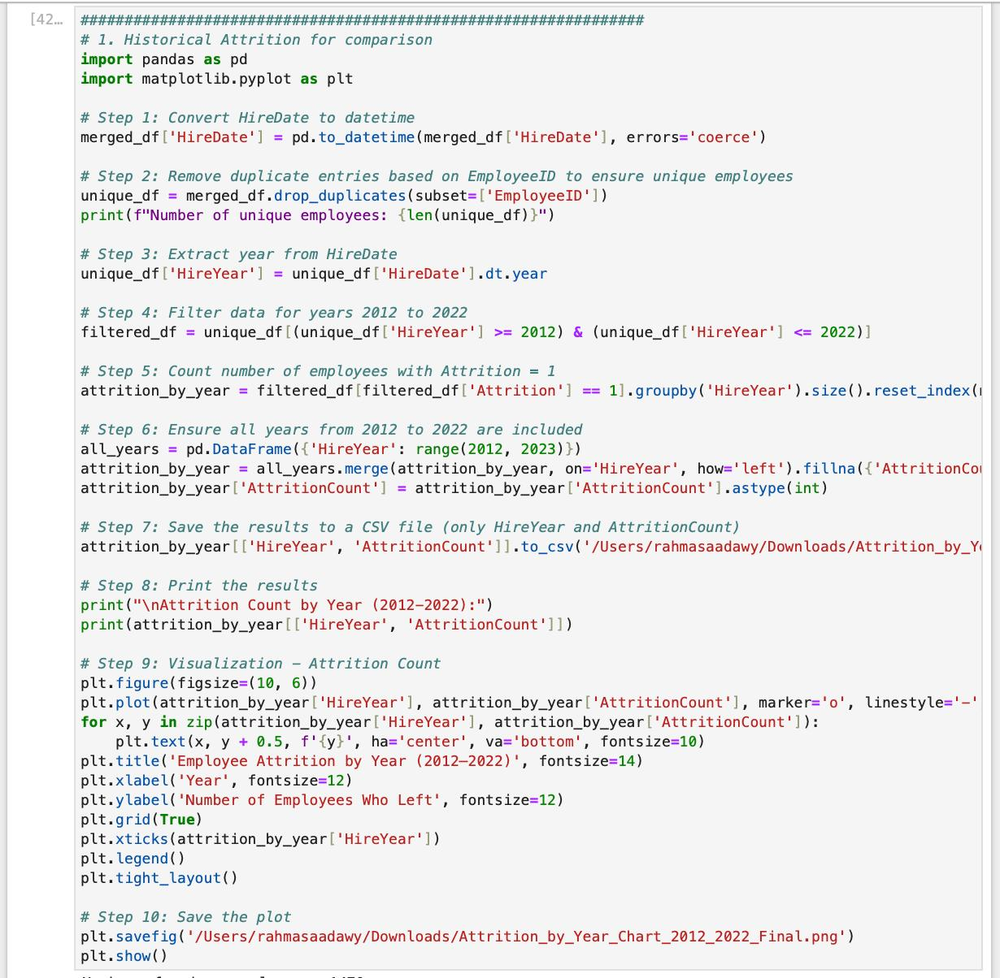 [42…
################################################################
# 1. Historical Attrition for comparison
import pandas as pd
import matplotlib.pyplot as plt
# Step 1: Convert HireDate to datetime
merged_df['HireDate'] = pd.to_datetime(merged_df['HireDate'], errors='coerce')
# Step 2: Remove duplicate entries based on EmployeeID to ensure unique employees
unique_df = merged_df.drop_duplicates(subset=['EmployeeID'])
print(f"Number of unique employees: {len(unique_df)}")
# Step 3: Extract year from HireDate
unique_df['HireYear'] = unique_df['HireDate'].dt.year
# Step 4: Filter data for years 2012 to 2022
filtered_df = unique_df[(unique_df['HireYear'] >= 2012) & (unique_df['HireYear'] <= 2022)]
# Step 5: Count number of employees with Attrition = 1
attrition_by_year = filtered_df[filtered_df['Attrition'] == 1].groupby('HireYear').size().reset_index(
# Step 6: Ensure all years from 2012 to 2022 are included
all_years = pd.DataFrame({'HireYear': range(2012, 2023)})
attrition_by_year = all_years.merge(attrition_by_year, on='HireYear', how='left').fillna({'AttritionCo
attrition_by_year['AttritionCount'] = attrition_by_year['AttritionCount'].astype(int)
# Step 7: Save the results to a CSV file (only HireYear and AttritionCount)
attrition_by_year[['HireYear', 'AttritionCount']].to_csv('/Users/rahmasaadawy/Downloads/Attrition_by_Y
# Step 8: Print the results
print("\nAttrition Count by Year (2012–2022):")
print(attrition_by_year[['HireYear', 'AttritionCount']])
# Step 9: Visualization – Attrition Count
plt.figure(figsize=(10, 6))
plt.plot(attrition_by_year['HireYear'], attrition_by_year['AttritionCount'], marker='o', linestyle='-'
for x, y in zip(attrition_by_year['HireYear'], attrition_by_year['AttritionCount']):
    plt.text(x, y + 0.5, f'{y}', ha='center', va='bottom', fontsize=10)
plt.title('Employee Attrition by Year (2012–2022)', fontsize=14)
plt.xlabel('Year', fontsize=12)
plt.ylabel('Number of Employees Who Left', fontsize=12)
plt.grid(True)
plt.xticks(attrition_by_year['HireYear'])
plt.legend()
plt.tight_layout()
# Step 10: Save the plot
plt.savefig('/Users/rahmasaadawy/Downloads/Attrition_by_Year_Chart_2012_2022_Final.png')
plt.show()